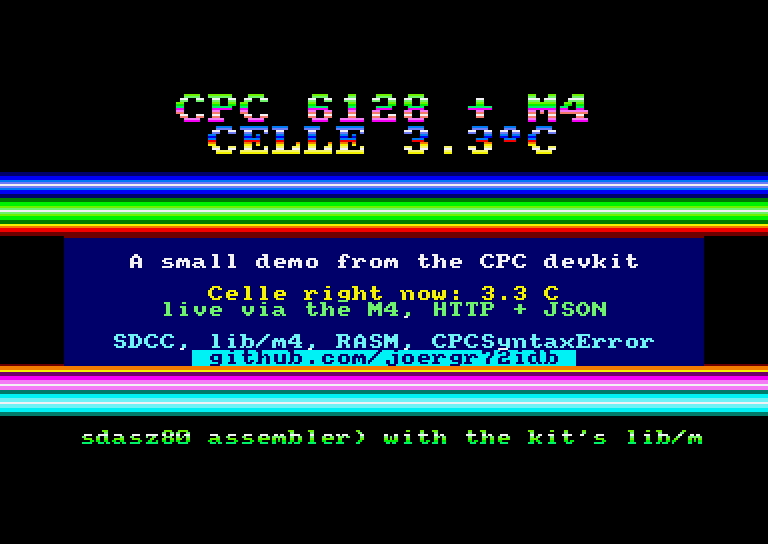 CPC 6128 + M4
CELLE 3.3°C
A small demo from the CPC devkit
Celle right now: 3.3 C
live via the M4, HTTP + JSON
SDCC, lib/m4, RASM, CPCSyntaxError
github.com/joergr72idb
sdasz80 assembler) with the kit's lib/m